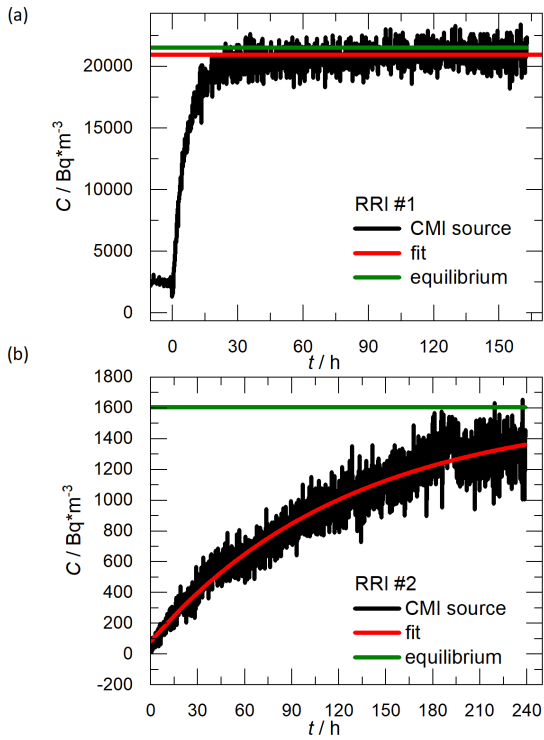 (a)
20000
15000
10000
5000
0
C / Bq*m-3
RRI #1
CMI source
fit
equilibrium
0 30 60 90 120 150
t / h
(b)
1800
1600
1400
1200
1000
800
600
400
200
0
-200
C / Bq*m-3
RRI #2
CMI source
fit
equilibrium
0 30 60 90 120 150 180 210 240
t / h